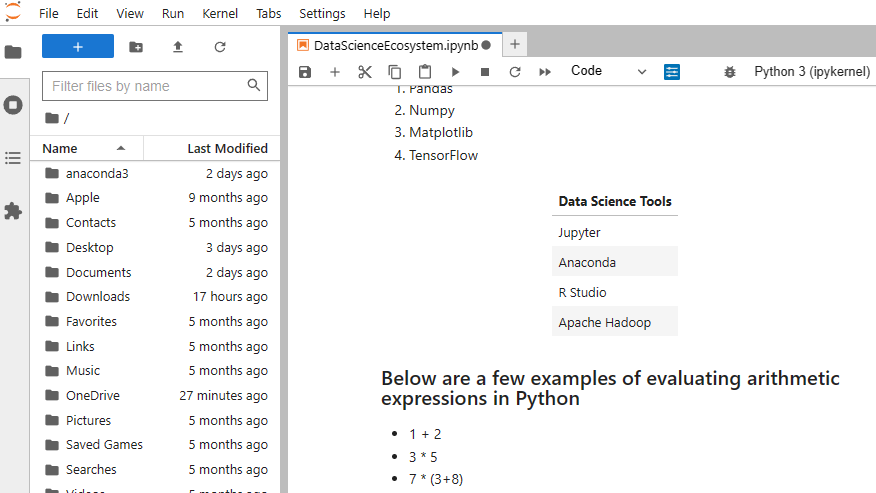 File Edit View Run Kernel Tabs Settings Help
+
Filter files by name
/
Name Last Modified
anaconda3 2 days ago
Apple 9 months ago
Contacts 5 months ago
Desktop 3 days ago
Documents 2 days ago
Downloads 17 hours ago
Favorites 5 months ago
Links 5 months ago
Music 5 months ago
OneDrive 27 minutes ago
Pictures 5 months ago
Saved Games 5 months ago
Searches 5 months ago
Videos 5 months ago
DataScienceEcosystem.ipynb
Code Python 3 (ipykernel)
1. Pandas
2. Numpy
3. Matplotlib
4. TensorFlow
Data Science Tools
Jupyter
Anaconda
R Studio
Apache Hadoop
Below are a few examples of evaluating arithmetic
expressions in Python
• 1 + 2
• 3 * 5
• 7 * (3+8)